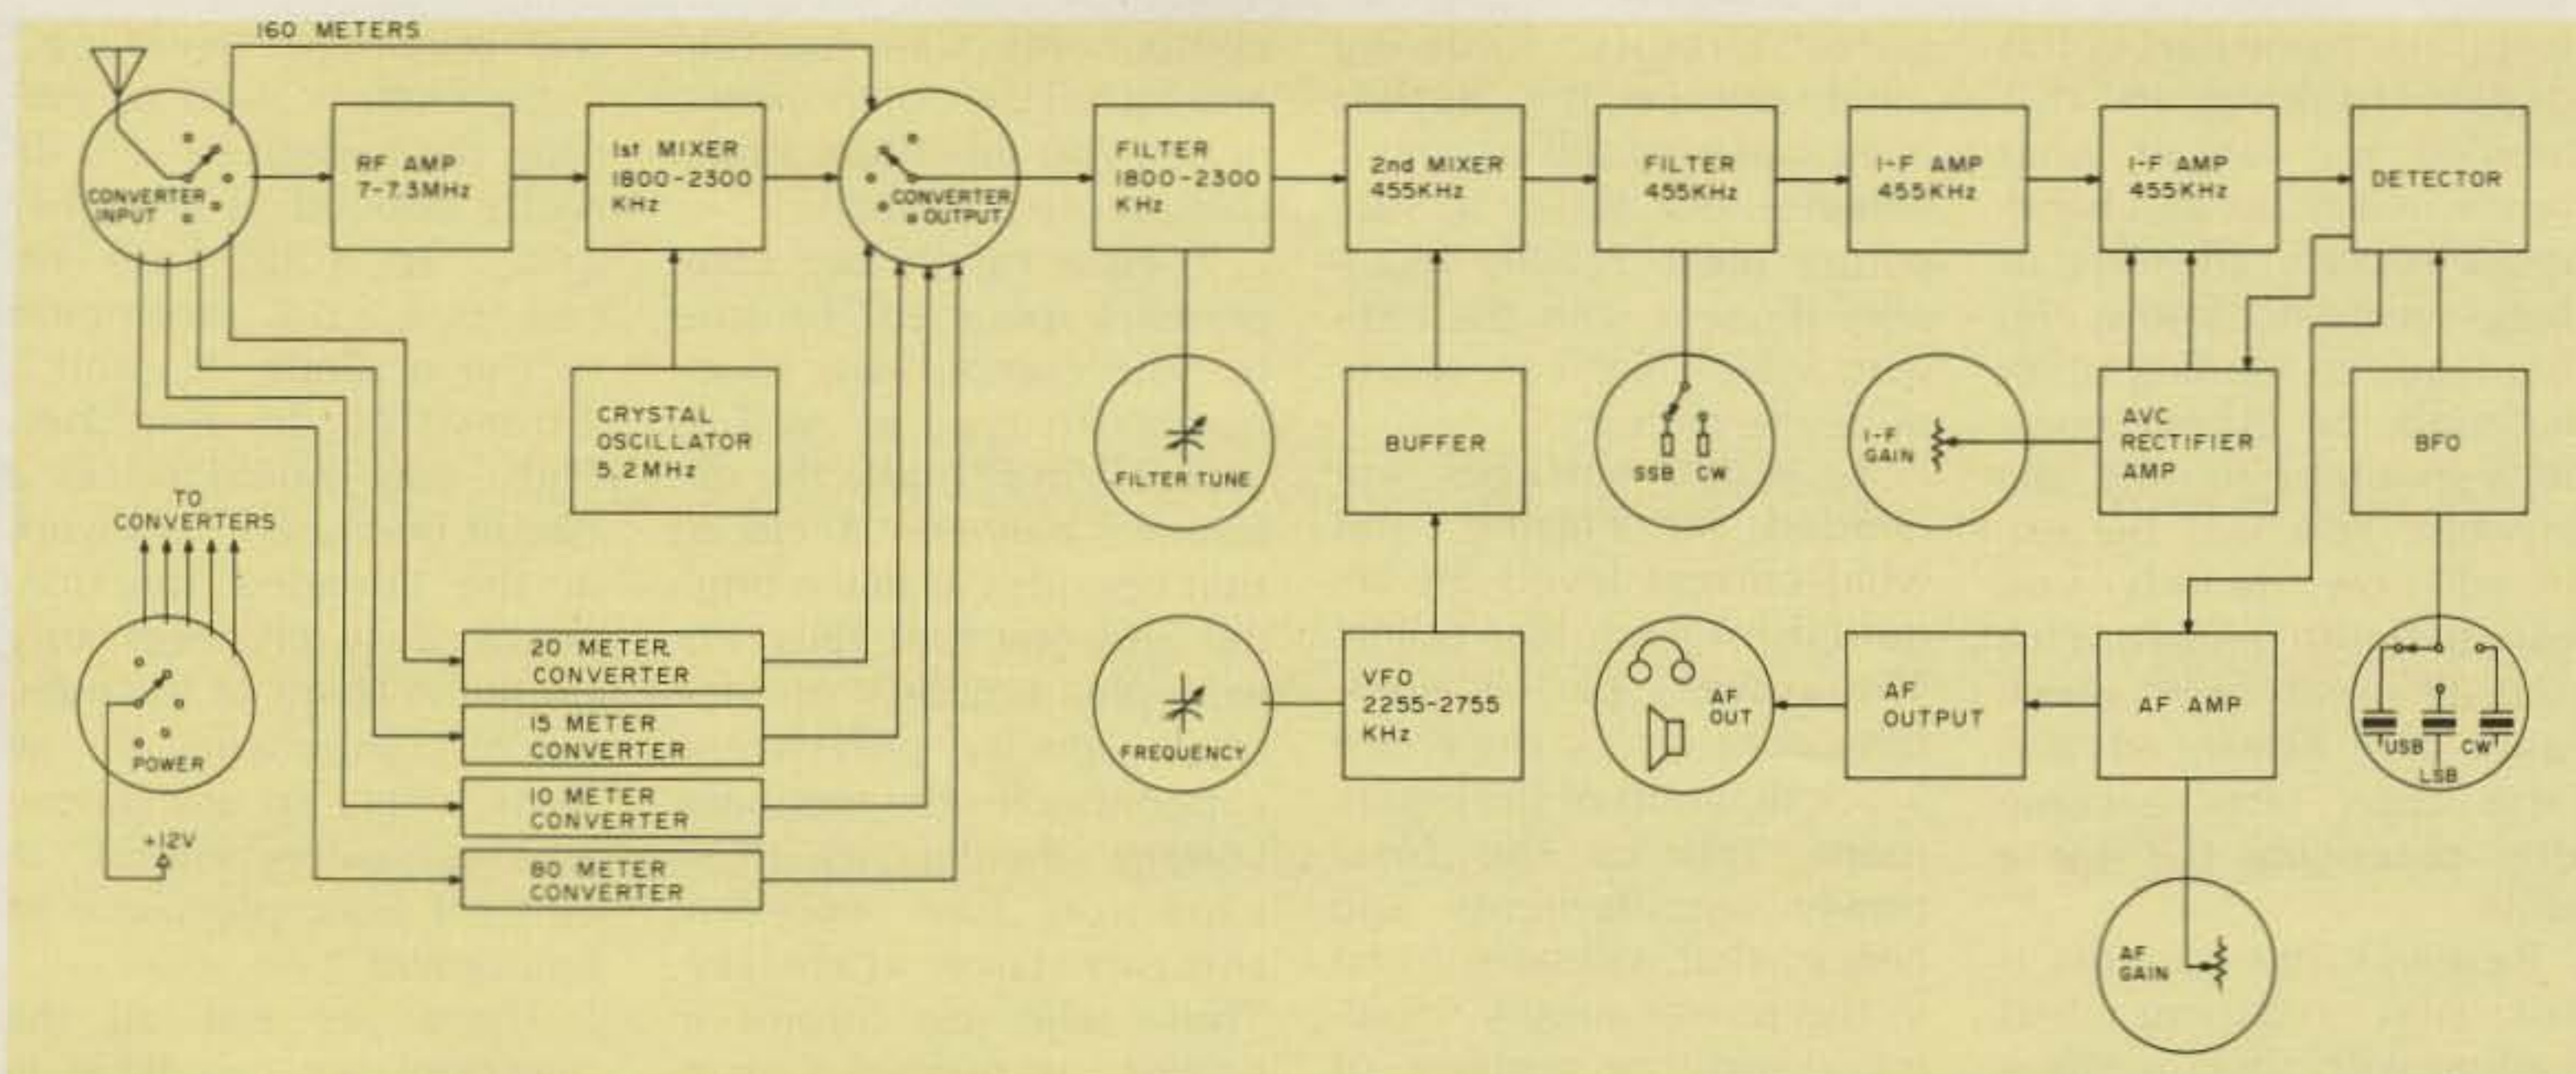 160 METERS
CONVERTER
INPUT
RF AMP
7-7.3MHz
1st MIXER
1800-2300
KHz
CONVERTER
OUTPUT
FILTER
1800-2300
KHz
2nd MIXER
455KHz
FILTER
455KHz
I-F AMP
455KHz
I-F AMP
455KHz
DETECTOR
CRYSTAL
OSCILLATOR
5.2MHz
FILTER TUNE
BUFFER
SSB CW
I-F
GAIN
AVC
RECTIFIER
AMP
BFO
TO
CONVERTERS
POWER
+12V
20 METER
CONVERTER
15 METER
CONVERTER
10 METER
CONVERTER
80 METER
CONVERTER
FREQUENCY
VFO
2255-2755
KHz
AF
OUT
AF
OUTPUT
AF AMP
USB CW
LSB
AF
GAIN